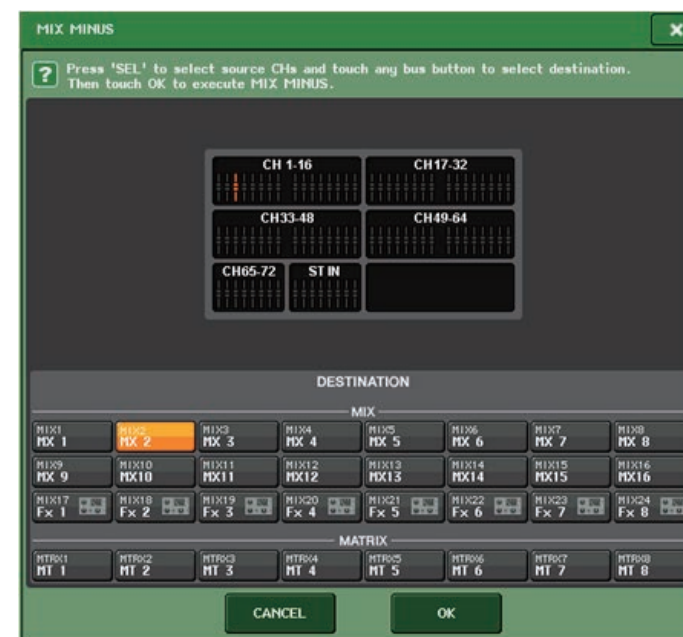 MIX MINUS
Press 'SEL' to select source CHs and touch any bus button to select destination.
Then touch OK to execute MIX MINUS.
CH 1-16 CH17-32
CH33-48 CH49-64
CH65-72 ST IN
DESTINATION
MIX
MIX1 MIX2 MIX3 MIX4 MIX5 MIX6 MIX7 MIX8
MX 1 MX 2 MX 3 MX 4 MX 5 MX 6 MX 7 MX 8
MIX9 MIX10 MIX11 MIX12 MIX13 MIX14 MIX15 MIX16
MX 9 MX10 MX11 MX12 MX13 MX14 MX15 MX16
MIX17 MIX18 MIX19 MIX20 MIX21 MIX22 MIX23 MIX24
Fx 1 Fx 2 Fx 3 Fx 4 Fx 5 Fx 6 Fx 7 Fx 8
MATRIX
MTRX1 MTRX2 MTRX3 MTRX4 MTRX5 MTRX6 MTRX7 MTRX8
MT 1 MT 2 MT 3 MT 4 MT 5 MT 6 MT 7 MT 8
CANCEL OK